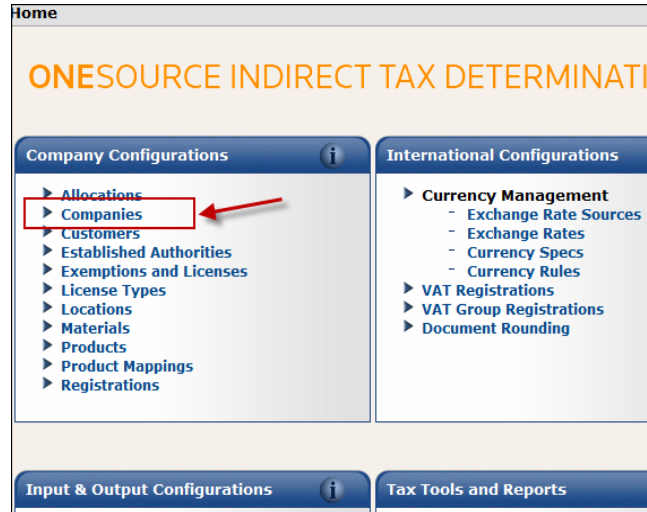 Home
ONESOURCE INDIRECT TAX DETERMINATI
Company Configurations
Allocations
Companies
Customers
Established Authorities
Exemptions and Licenses
License Types
Locations
Materials
Products
Product Mappings
Registrations
International Configurations
Currency Management
- Exchange Rate Sources
- Exchange Rates
- Currency Specs
- Currency Rules
VAT Registrations
VAT Group Registrations
Document Rounding
Input & Output Configurations
Tax Tools and Reports